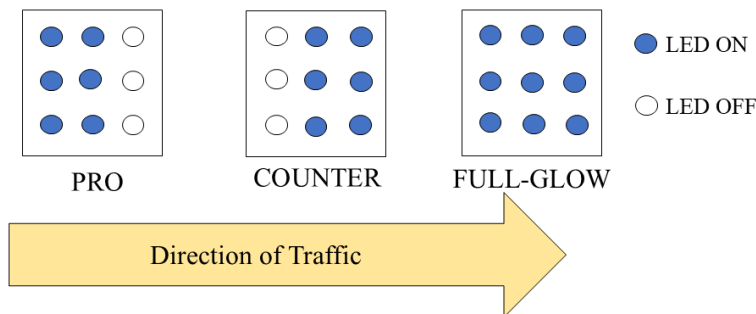 LED ON
LED OFF
PRO
COUNTER
FULL-GLOW
Direction of Traffic